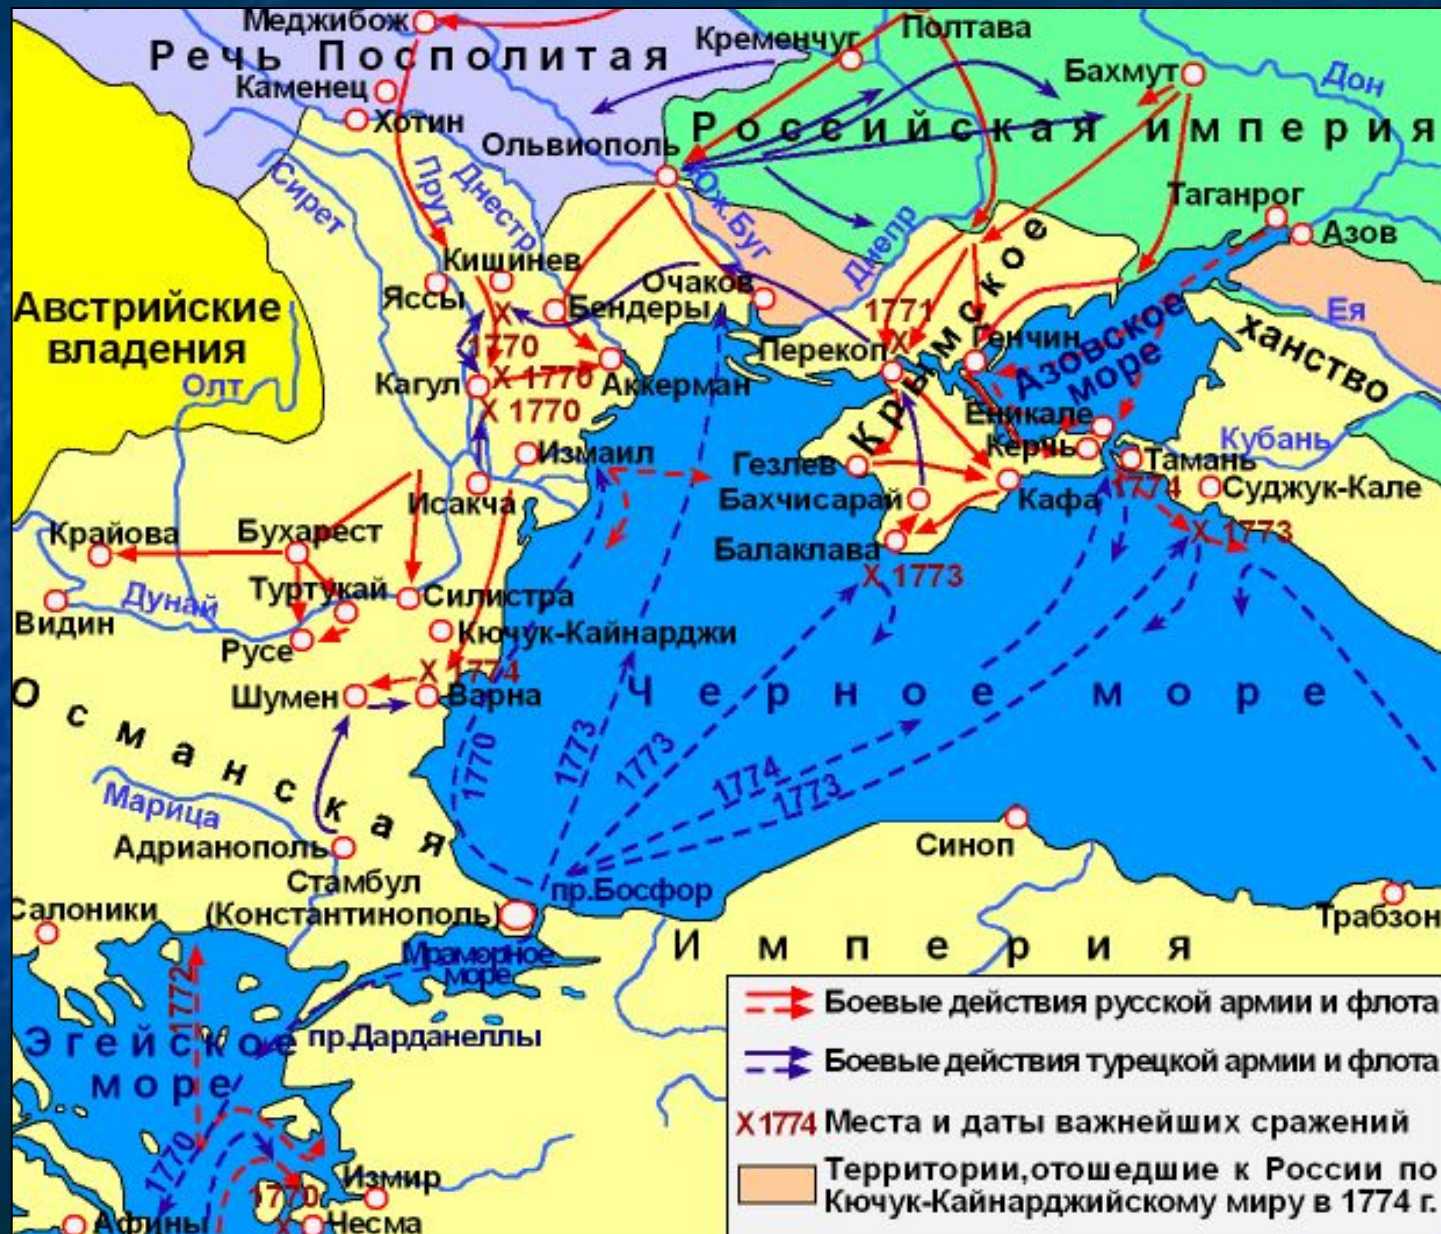 Меджибож
Полтава
Кременчуг
Речь Посполитая
Бахмут
Дон
Каменец
Хотин
Российская империя
Ольвиополь
Сирет
Прут
Днестр
Юж.Буг
Днепр
Таганрог
Азов
Кишинев
Очаков
Яссы
Бендеры
Крымское
ханство
Ея
Австрийские
владения
1771
X
Перекоп
Генчин
Азовское
море
X
1770
X 1770
X 1770
Кагул
Аккерман
Олт
Еникале
Керчь
Кубань
Измаил
Гезлев
Тамань
1774
Исакча
Бахчисарай
Кафа
Суджук-Кале
Крайова
Бухарест
Балаклава
X 1773
X 1773
Туртукай
Дунай
Силистра
Видин
Кючук-Кайнарджи
Русе
X 1774
Шумен
Варна
Черное море
Османская
1770
1773
1773
1774
1773
Марица
Адрианополь
Синоп
Стамбул
(Константинополь)
пр.Босфор
Салоники
Трабзон
Империя
Мраморное
море
1772
пр.Дарданеллы
Эгейское
море
1770
1770
X
Измир
Чесма
Афины
Боевые действия русской армии и флота
Боевые действия турецкой армии и флота
X 1774 Места и даты важнейших сражений
Территории,отошедшие к России по
Кючук-Кайнарджийскому миру в 1774 г.